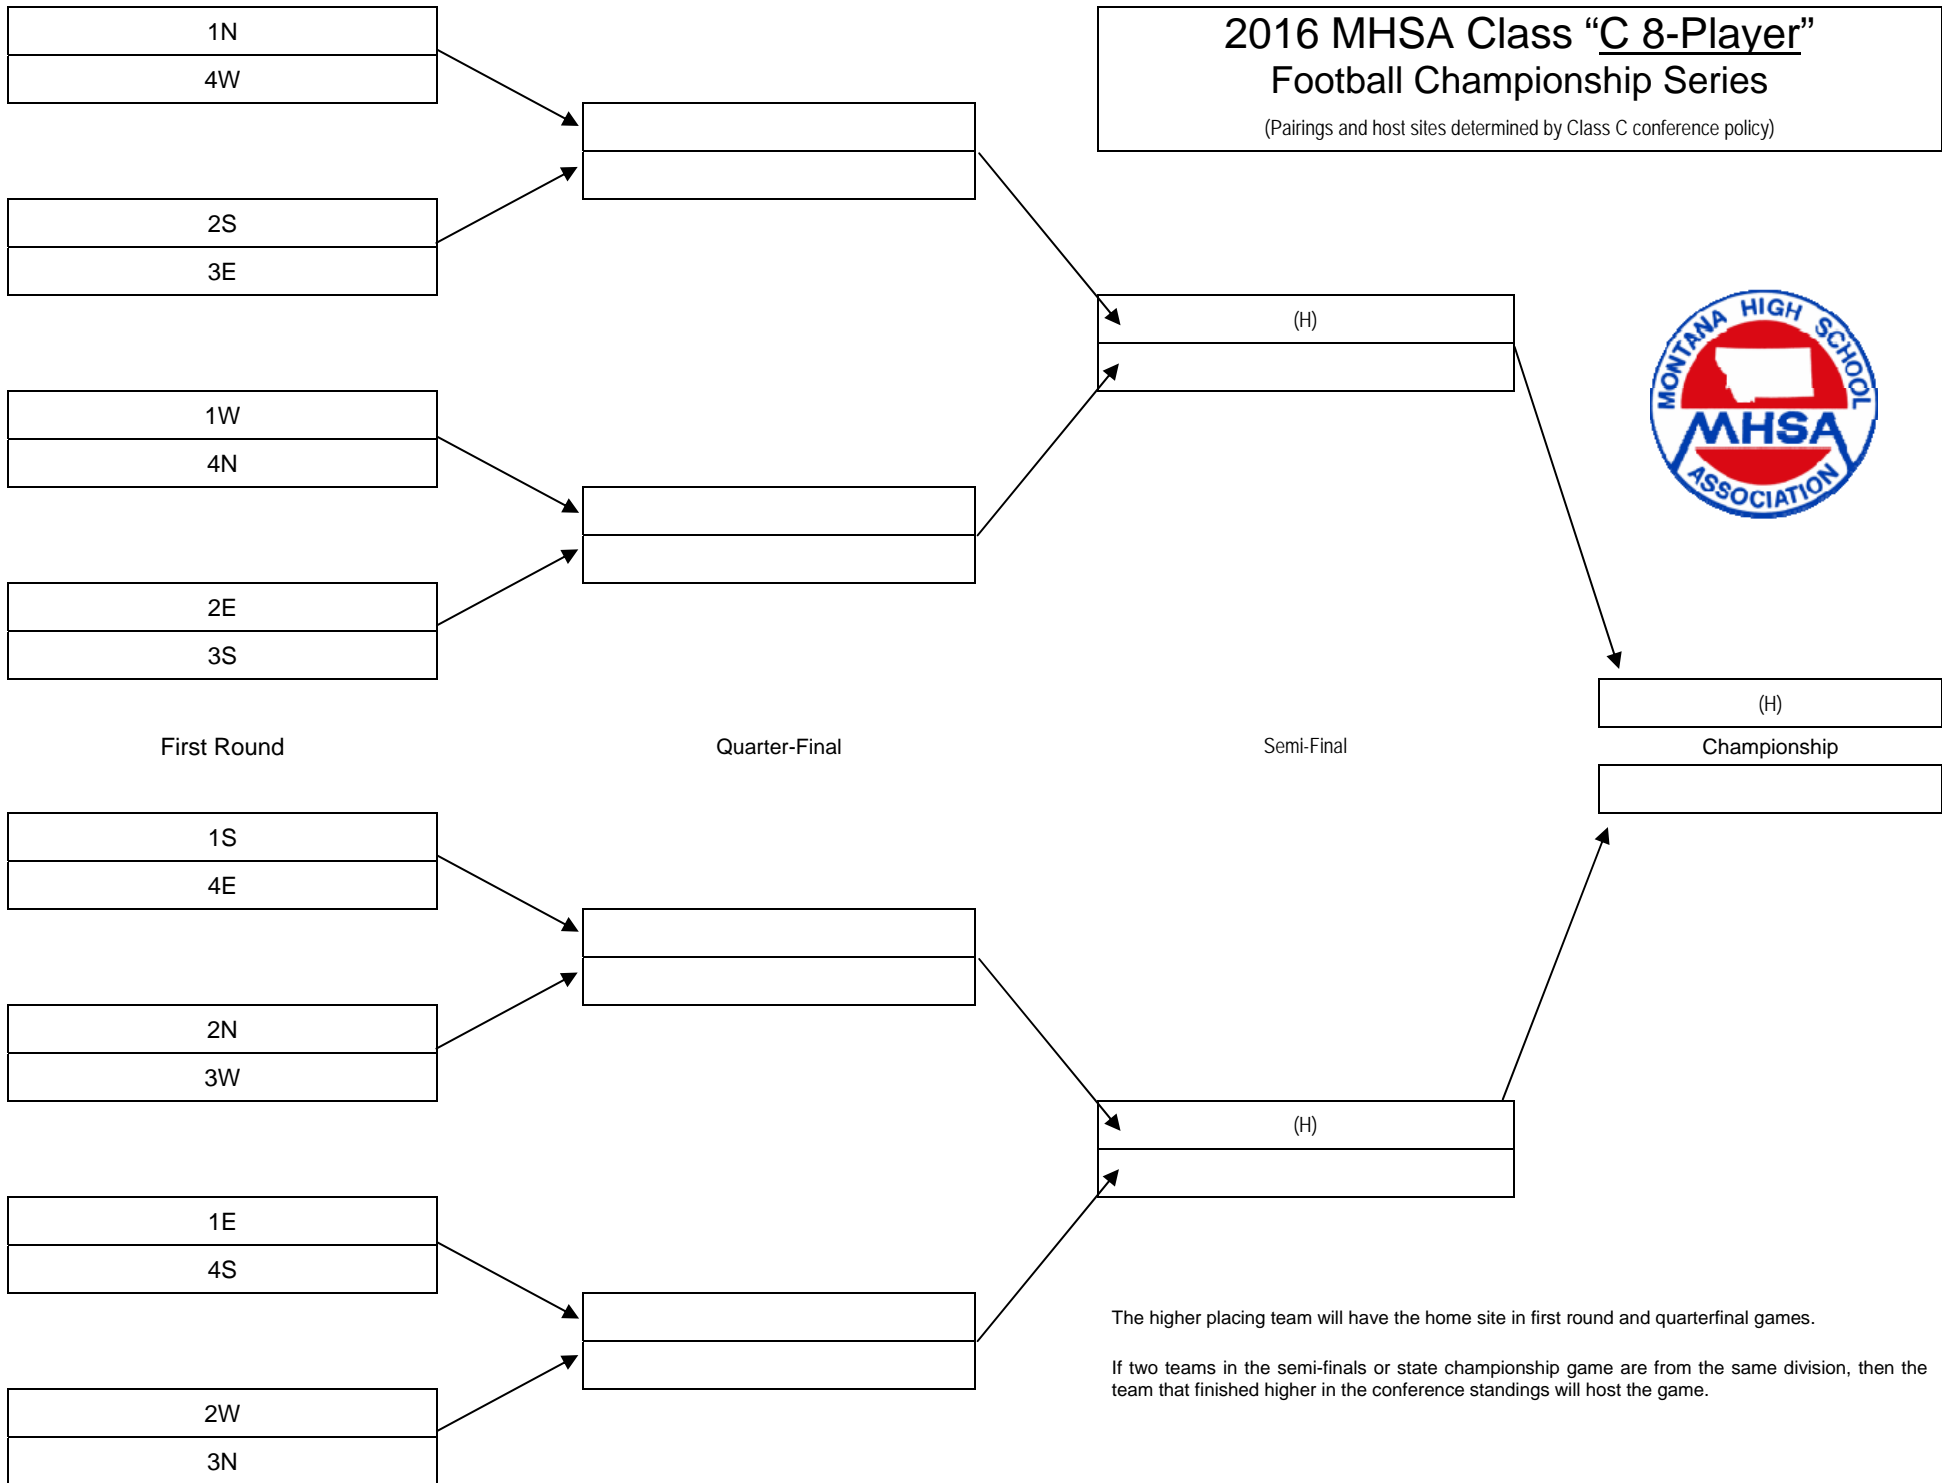 2016 MHSA Class “C 8-Player”
Football Championship Series
(Pairings and host sites determined by Class C conference policy)
1N
4W
2S
3E
(H)
MONTANA HIGH SCHOOL
MHSA
ASSOCIATION
1W
4N
2E
3S
(H)
First Round
Quarter-Final
Semi-Final
Championship
1S
4E
2N
3W
(H)
1E
4S
The higher placing team will have the home site in first round and quarterfinal games.
If two teams in the semi-finals or state championship game are from the same division, then the
team that finished higher in the conference standings will host the game.
2W
3N